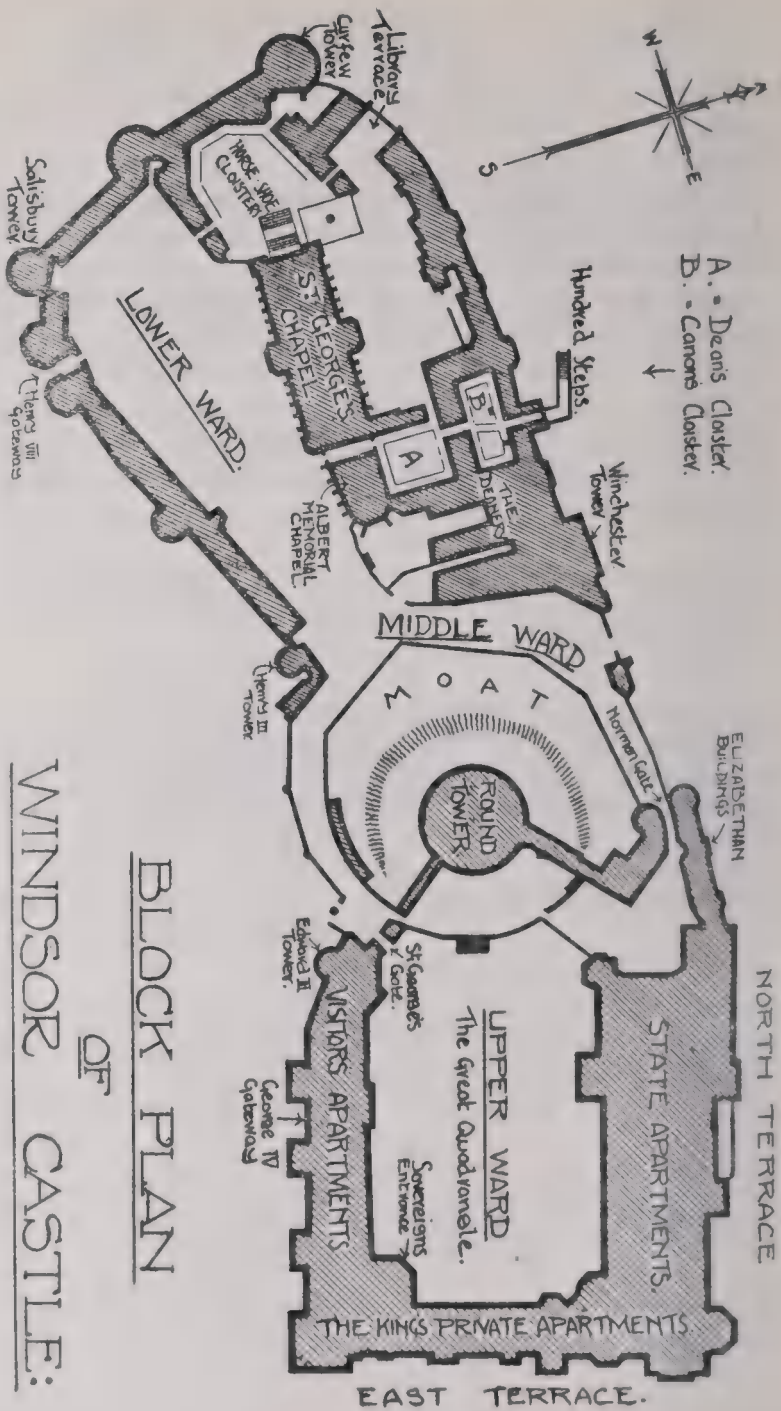 W
E
S
A. = Dean's Cloister.
B. = Canons Cloister.
Hundred Steps.
Winchester
Tower
Library
Terrace
Curfew
Tower
HORSE SHOE
CLOISTERS
Salisbury
Tower
LOWER WARD.
ST. GEORGE'S
CHAPEL.
A
B
THE
DEANERY
ALBERT
MEMORIAL
CHAPEL.
Henry VIII
Gateway
MIDDLE WARD
Henry III
Tower
MOAT
ROUND
TOWER
Norman Gate
ELIZABETHAN
BUILDINGS
NORTH TERRACE
STATE APARTMENTS.
UPPER WARD
The Great Quadrangle.
St George's
Gate.
Edward III
Tower.
VISITORS APARTMENTS
George IV
Gateway
Sovereigns
Entrance
THE KINGS PRIVATE APARTMENTS.
EAST TERRACE.
BLOCK PLAN
OF
WINDSOR CASTLE: